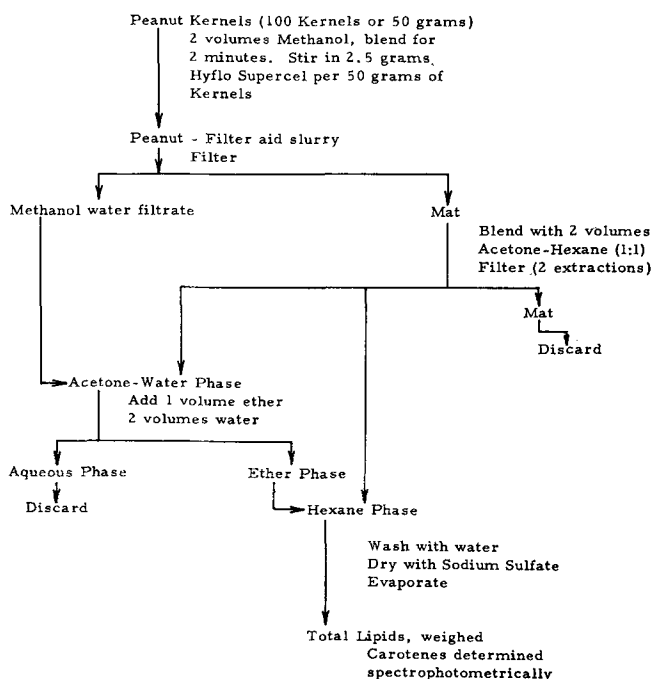 Peanut Kernels (100 Kernels or 50 grams)
2 volumes Methanol, blend for
2 minutes. Stir in 2.5 grams
Hyflo Supercel per 50 grams of
Kernels
Peanut - Filter aid slurry
Filter
Methanol water filtrate
Mat
Blend with 2 volumes
Acetone-Hexane (1:1)
Filter (2 extractions)
Mat
Discard
Acetone-Water Phase
Add 1 volume ether
2 volumes water
Aqueous Phase
Ether Phase
Discard
Hexane Phase
Wash with water
Dry with Sodium Sulfate
Evaporate
Total Lipids, weighed
Carotenes determined
spectrophotometrically